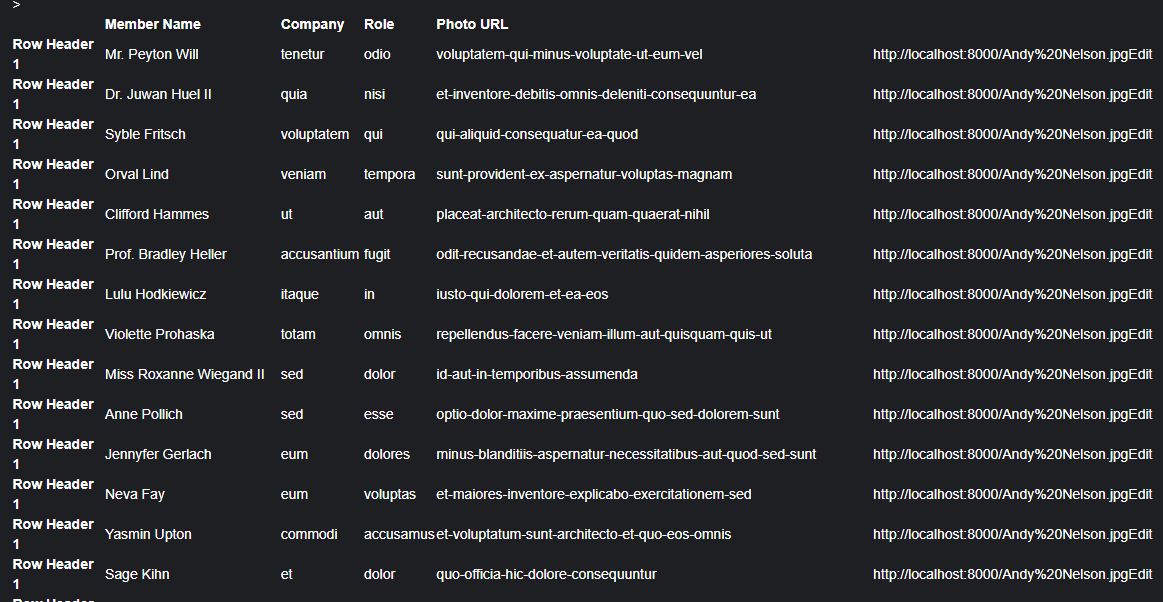 >
Member Name Company Role Photo URL
Row Header 1 Mr. Peyton Will tenetur odio voluptatem-qui-minus-voluptate-ut-eum-vel http://localhost:8000/Andy%20Nelson.jpgEdit
Row Header 1 Dr. Juwan Huel II quia nisi et-inventore-debitis-omnis-deleniti-consequuntur-ea http://localhost:8000/Andy%20Nelson.jpgEdit
Row Header 1 Syble Fritsch voluptatem qui qui-aliquid-consequatur-ea-quod http://localhost:8000/Andy%20Nelson.jpgEdit
Row Header 1 Orval Lind veniam tempora sunt-provident-ex-aspernatur-voluptas-magnam http://localhost:8000/Andy%20Nelson.jpgEdit
Row Header 1 Clifford Hammes ut aut placeat-architecto-rerum-quam-quaerat-nihil http://localhost:8000/Andy%20Nelson.jpgEdit
Row Header 1 Prof. Bradley Heller accusantium fugit odit-recusandae-et-autem-veritatis-quidem-asperiores-soluta http://localhost:8000/Andy%20Nelson.jpgEdit
Row Header 1 Lulu Hodkiewicz itaque in iusto-qui-dolorem-et-ea-eos http://localhost:8000/Andy%20Nelson.jpgEdit
Row Header 1 Violette Prohaska totam omnis repellendus-facere-veniam-illum-aut-quisquam-quis-ut http://localhost:8000/Andy%20Nelson.jpgEdit
Row Header 1 Miss Roxanne Wiegand II sed dolor id-aut-in-temporibus-assumenda http://localhost:8000/Andy%20Nelson.jpgEdit
Row Header 1 Anne Pollich sed esse optio-dolor-maxime-praesentium-quo-sed-dolorem-sunt http://localhost:8000/Andy%20Nelson.jpgEdit
Row Header 1 Jennyfer Gerlach eum dolores minus-blanditiis-aspernatur-necessitatibus-aut-quod-sed-sunt http://localhost:8000/Andy%20Nelson.jpgEdit
Row Header 1 Neva Fay eum voluptas et-maiores-inventore-explicabo-exercitationem-sed http://localhost:8000/Andy%20Nelson.jpgEdit
Row Header 1 Yasmin Upton commodi accusamus et-voluptatum-sunt-architecto-et-quo-eos-omnis http://localhost:8000/Andy%20Nelson.jpgEdit
Row Header 1 Sage Kihn et dolor quo-officia-hic-dolore-consequuntur http://localhost:8000/Andy%20Nelson.jpgEdit